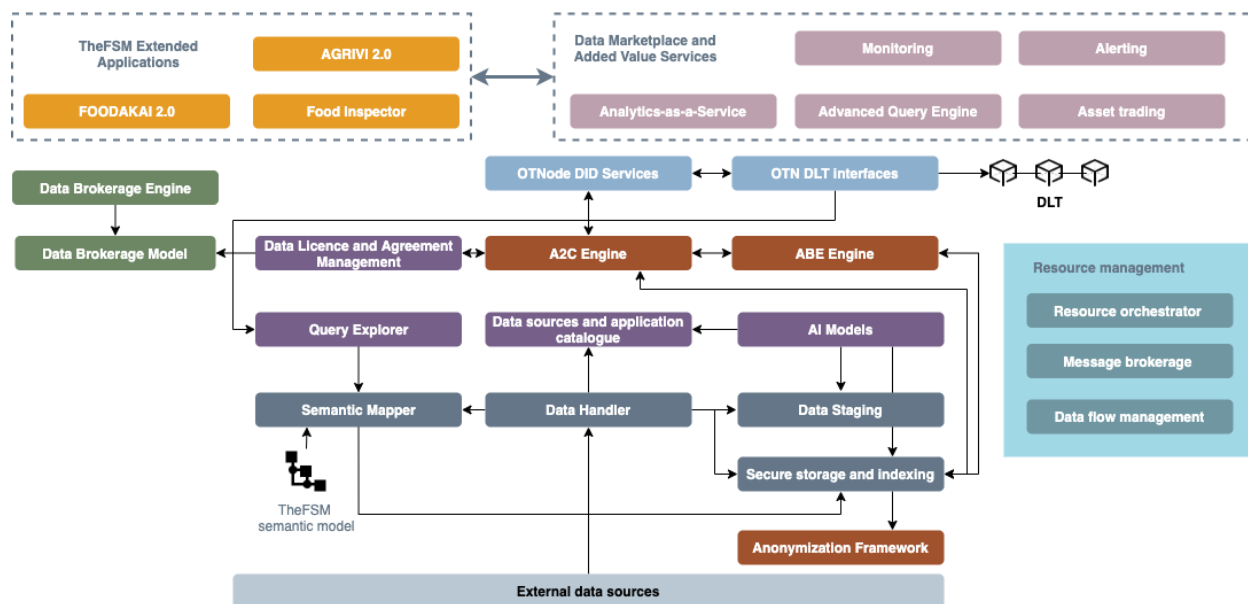 TheFSM Extended
Applications
AGRIVI 2.0
FOODAKAI 2.0
Food Inspector
Data Marketplace and
Added Value Services
Monitoring
Alerting
Analytics-as-a-Service
Advanced Query Engine
Asset trading
OTNode DID Services
OTN DLT interfaces
DLT
Data Brokerage Engine
Data Brokerage Model
Data Licence and Agreement
Management
A2C Engine
ABE Engine
Resource management
Resource orchestrator
Message brokerage
Data flow management
Query Explorer
Data sources and application
catalogue
AI Models
Semantic Mapper
Data Handler
Data Staging
Secure storage and indexing
TheFSM
semantic model
Anonymization Framework
External data sources